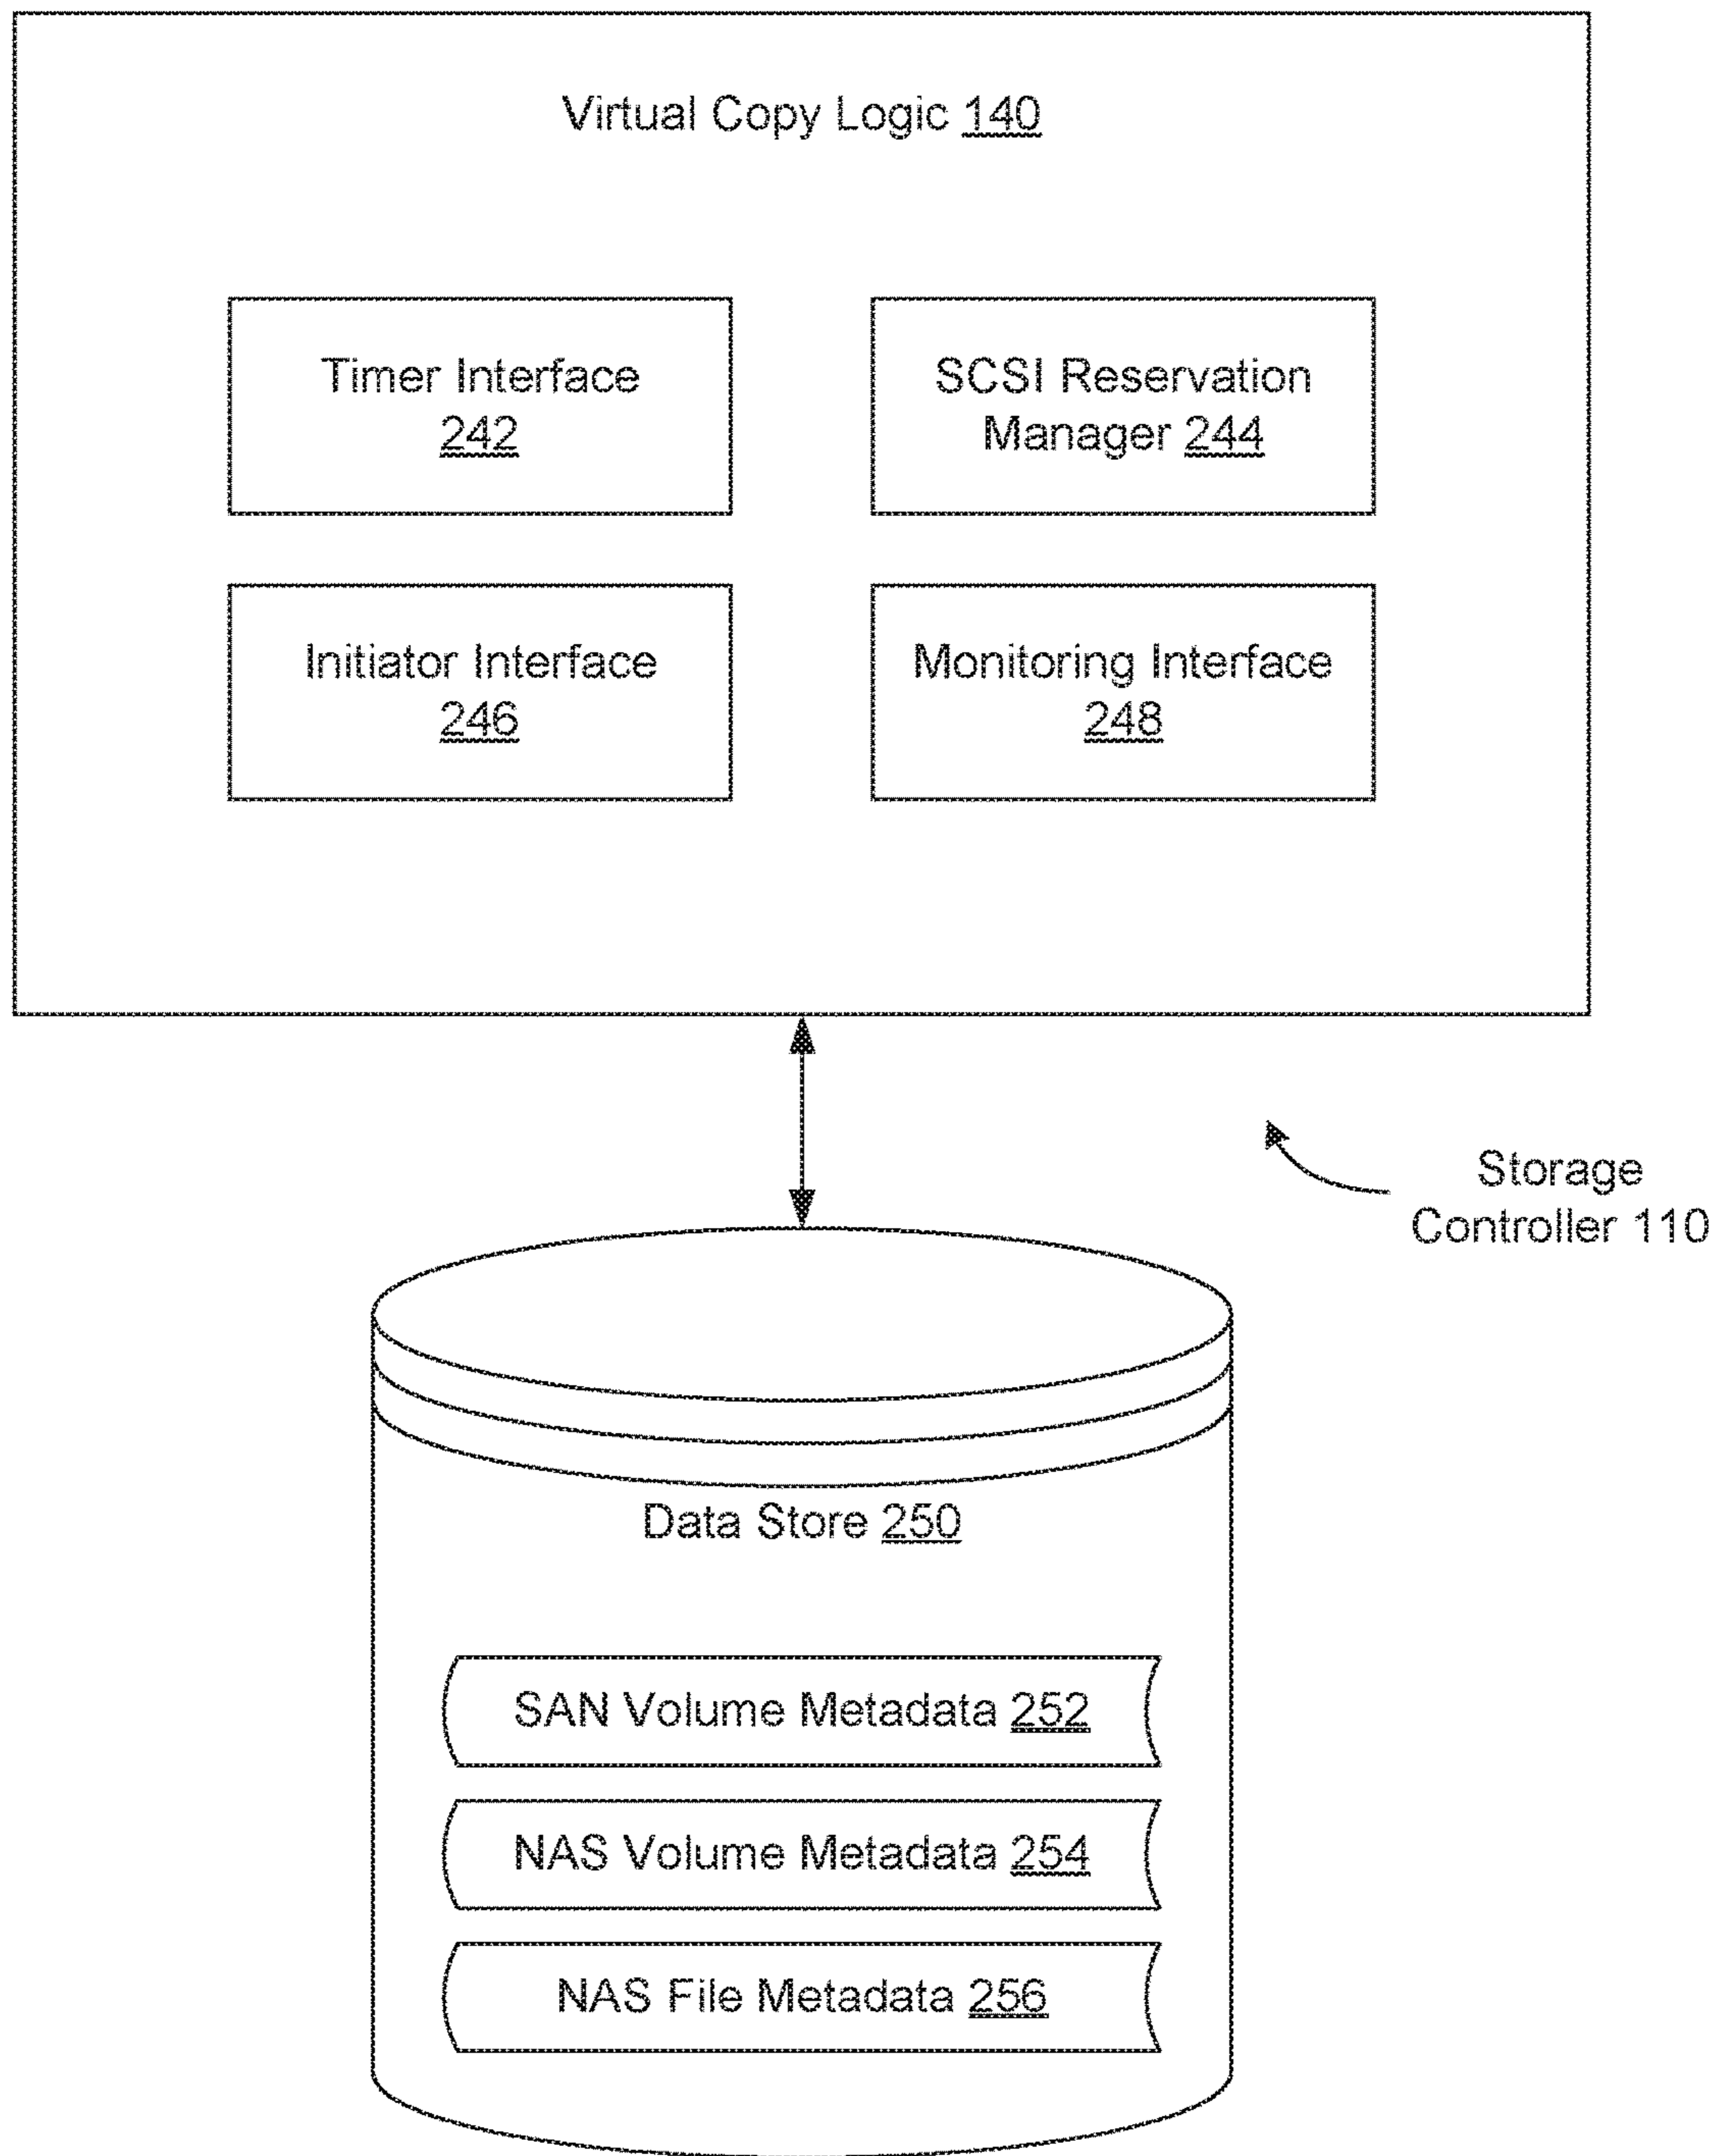 Virtual Copy Logic 140
Timer Interface
242
SCSI Reservation
Manager 244
Initiator Interface
246
Monitoring Interface
248
Storage
Controller 110
Data Store 250
SAN Volume Metadata 252
NAS Volume Metadata 254
NAS File Metadata 256